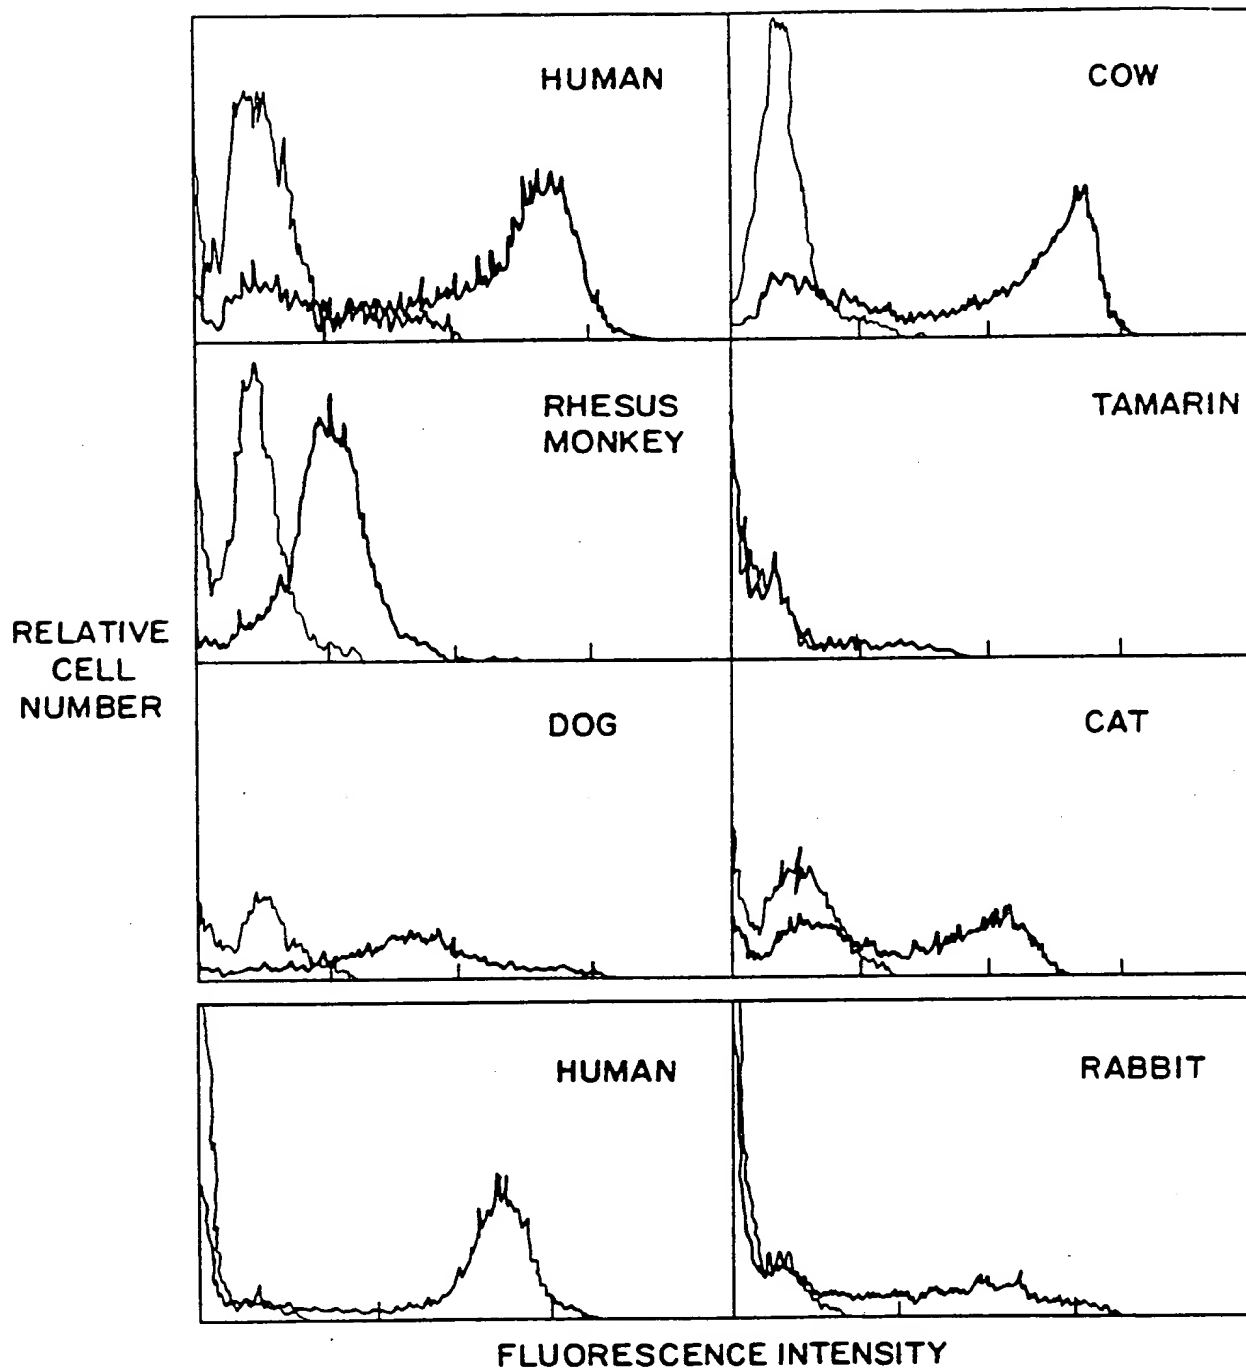 HUMAN
COW
RHESUS
MONKEY
TAMARIN
RELATIVE
CELL
NUMBER
DOG
CAT
HUMAN
RABBIT
FLUORESCENCE INTENSITY